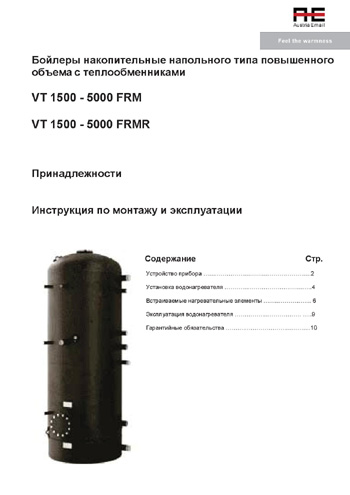 AE
Austria Email
Feel the warmness
Бойлеры накопительные напольного типа повышенного
объема с теплообменниками
VT 1500 - 5000 FRM
VT 1500 - 5000 FRMR
Принадлежности
Инструкция по монтажу и эксплуатации
Содержание Стр.
Устройство прибора ……………………………………2
Установка водонагревателя ……………………………4
Встраиваемые нагревательные элементы ……………… 6
Эксплуатация водонагревателя …………………………9
Гарантийные обязательства ……………………………10